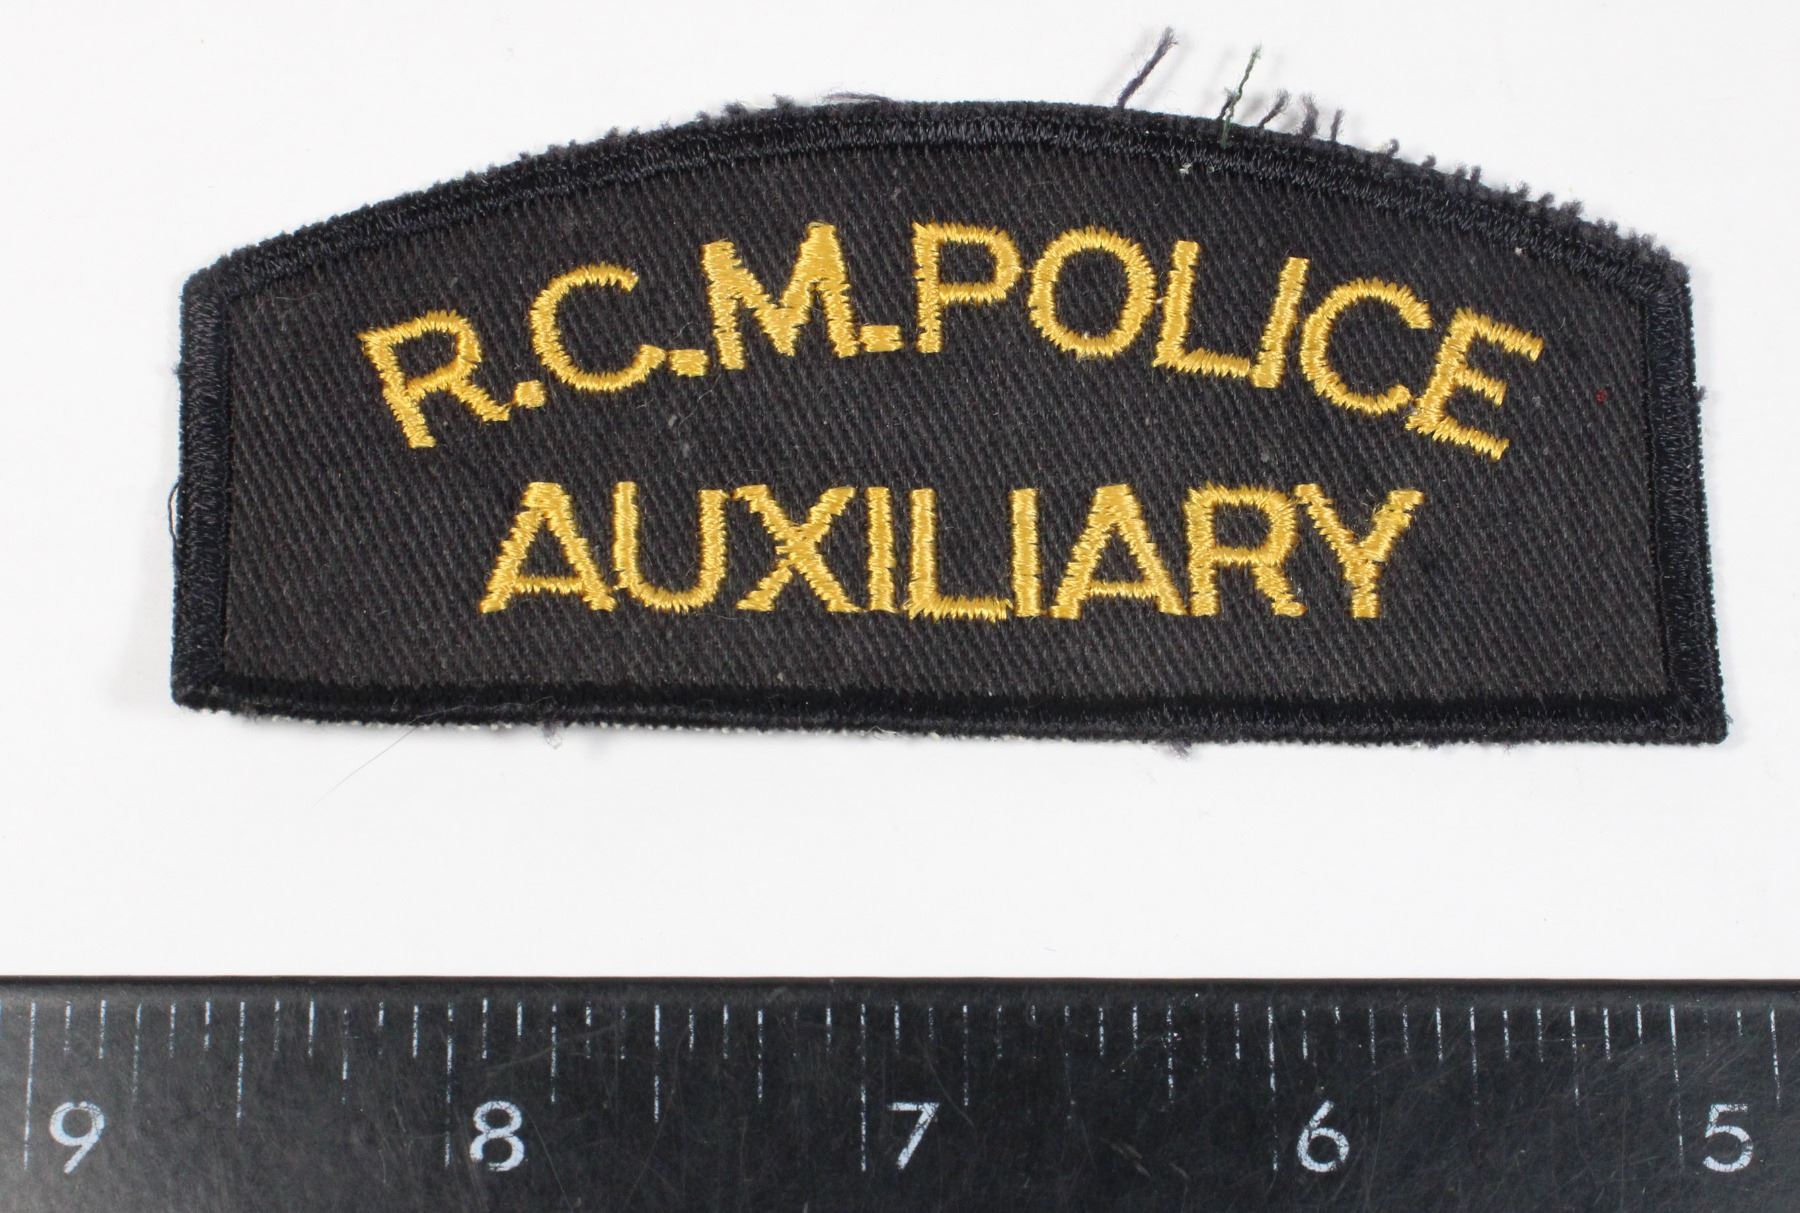 R.C.M.POLICE
AUXILIARY
9 8 7 6 5